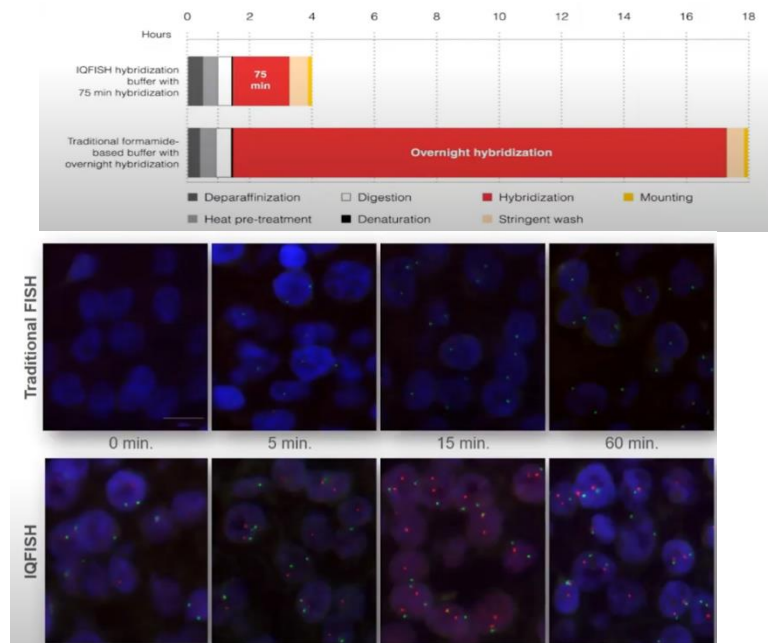 0 2 4 6 8 10 12 14 16 18
Hours
IQFISH hybridization
buffer with
75 min hybridization
75
min
Traditional formamide-
based buffer with
overnight hybridization
Overnight hybridization
Deparaffinization Digestion Hybridization Mounting
Heat pre-treatment Denaturation Stringent wash
Traditional FISH
0 min. 5 min. 15 min. 60 min.
IQFISH